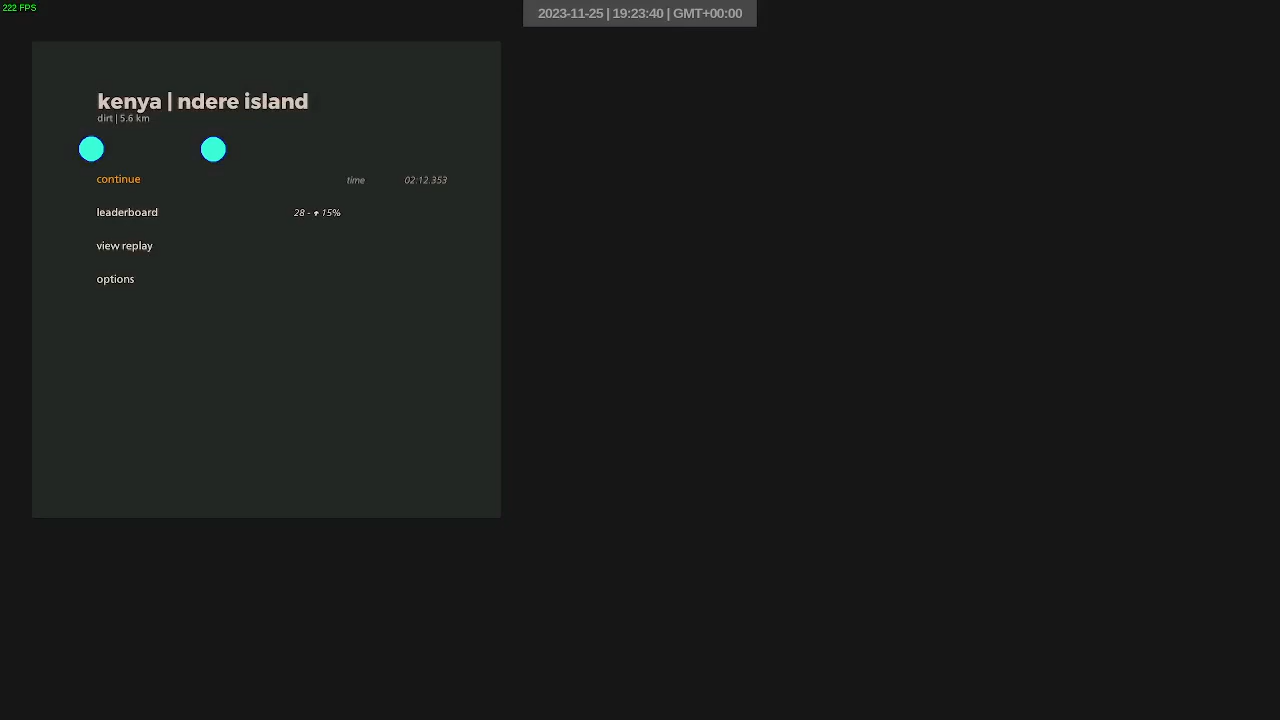 222 FPS
2023-11-25 | 19:23:40 | GMT+00:00
kenya | ndere island
dirt | 5.6 km
continue time 02:12.353
leaderboard 28 - ↑ 15%
view replay
options